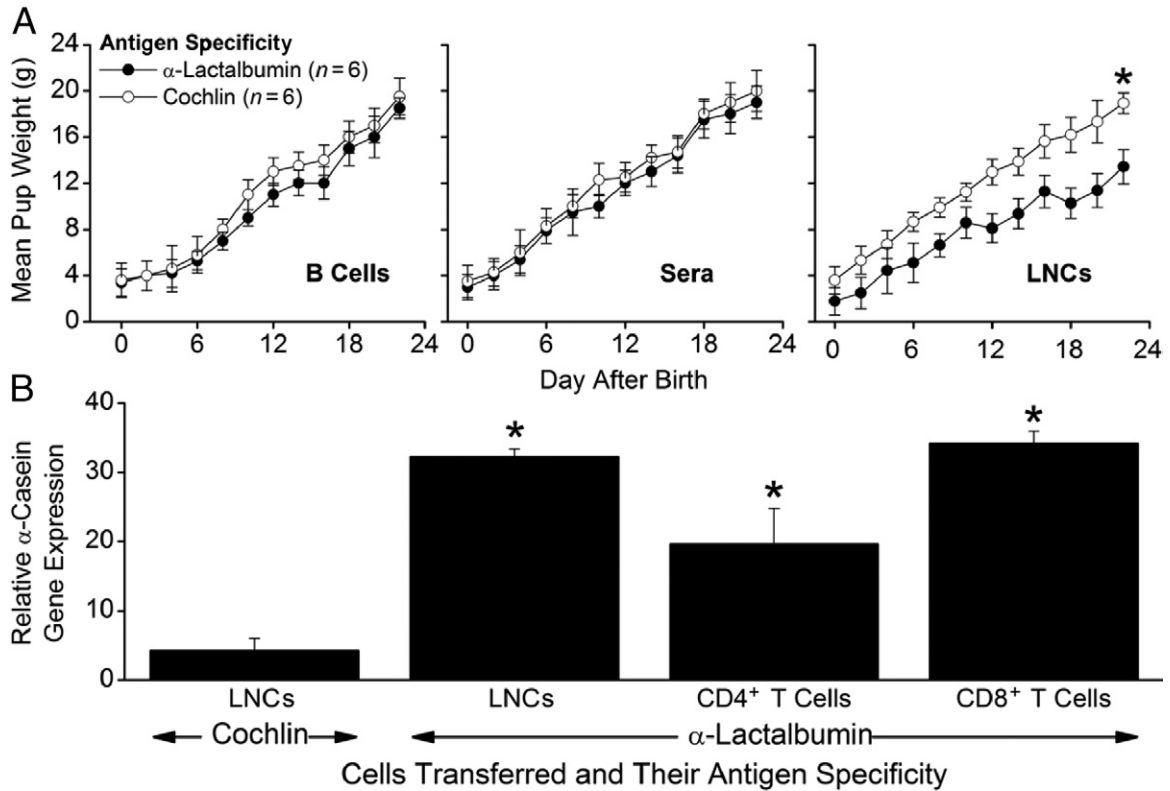 A
Antigen Specificity
α-Lactalbumin (n = 6)
Cochlin (n = 6)
Mean Pup Weight (g)
24
20
16
12
8
4
0
B Cells
Sera
LNCs
*
0 6 12 18 24
0 6 12 18 24
0 6 12 18 24
Day After Birth
B
Relative α-Casein
Gene Expression
40
30
20
10
0
* * *
LNCs LNCs CD4+ T Cells CD8+ T Cells
Cochlin α-Lactalbumin
Cells Transferred and Their Antigen Specificity